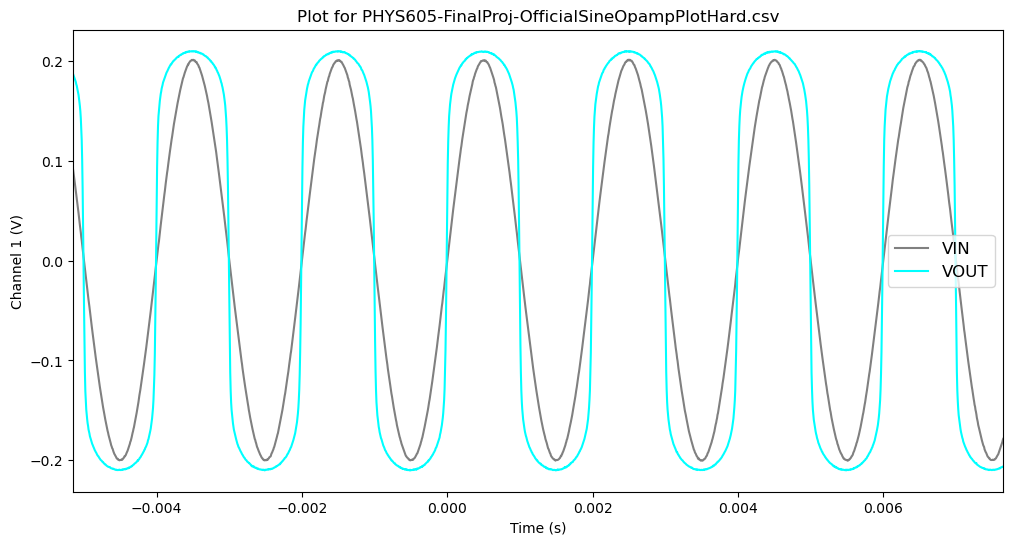 Plot for PHYS605-FinalProj-OfficialSineOpampPlotHard.csv
0.2
0.1
0.0
−0.1
−0.2
Channel 1 (V)
VIN
VOUT
−0.004 −0.002 0.000 0.002 0.004 0.006
Time (s)